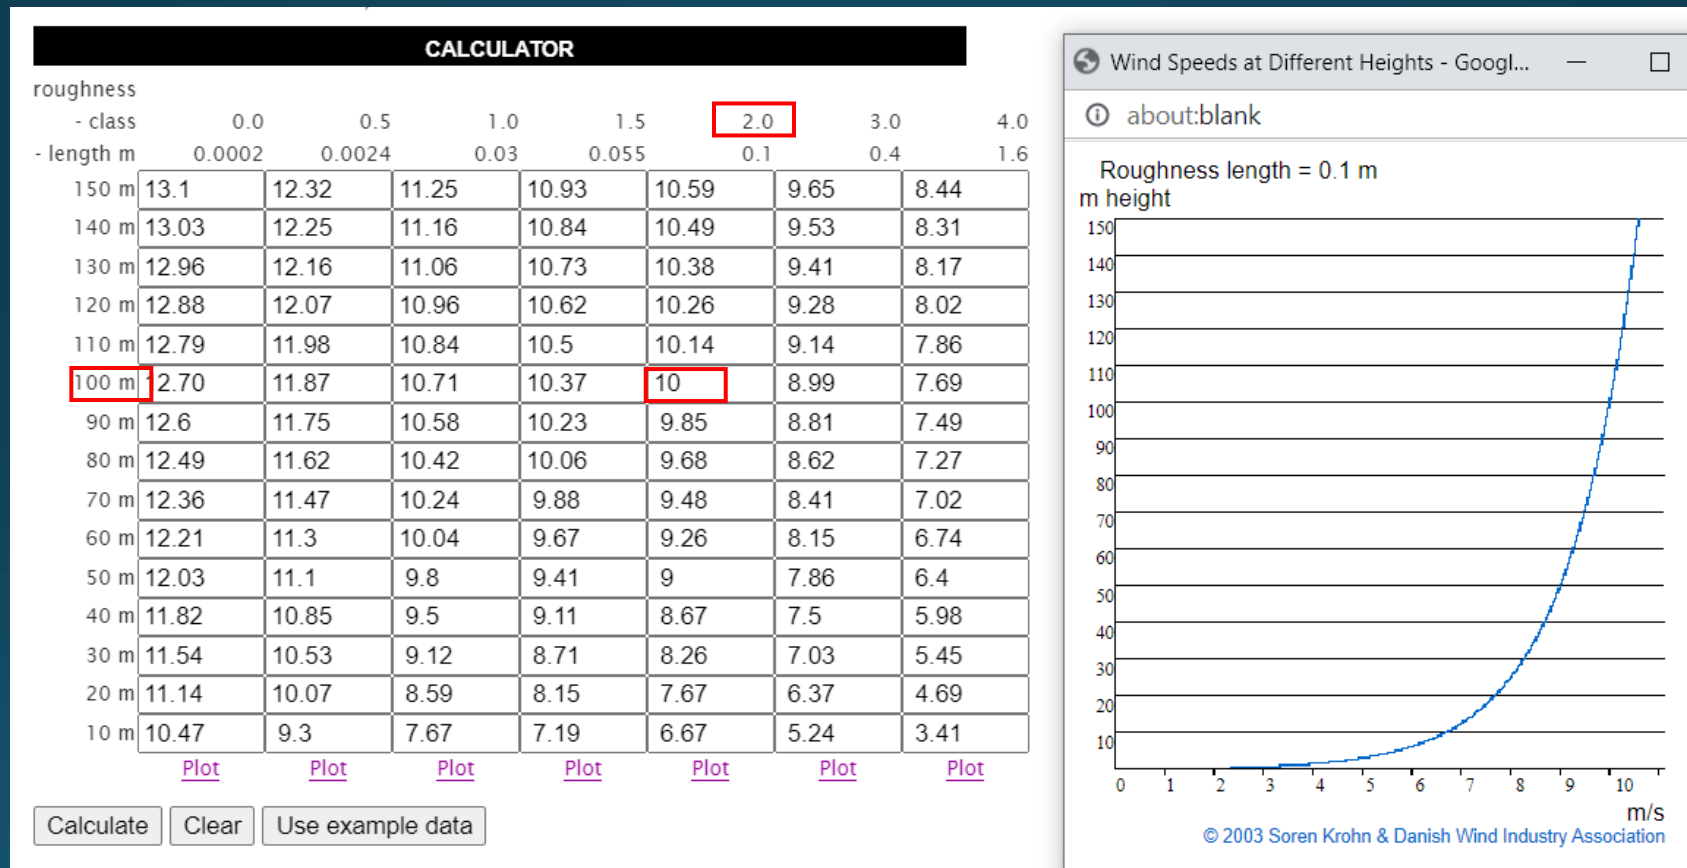 CALCULATOR
roughness
- class 0.0 0.5 1.0 1.5 2.0 3.0 4.0
- length m 0.0002 0.0024 0.03 0.055 0.1 0.4 1.6
150 m 13.1 12.32 11.25 10.93 10.59 9.65 8.44
140 m 13.03 12.25 11.16 10.84 10.49 9.53 8.31
130 m 12.96 12.16 11.06 10.73 10.38 9.41 8.17
120 m 12.88 12.07 10.96 10.62 10.26 9.28 8.02
110 m 12.79 11.98 10.84 10.5 10.14 9.14 7.86
100 m 12.70 11.87 10.71 10.37 10 8.99 7.69
90 m 12.6 11.75 10.58 10.23 9.85 8.81 7.49
80 m 12.49 11.62 10.42 10.06 9.68 8.62 7.27
70 m 12.36 11.47 10.24 9.88 9.48 8.41 7.02
60 m 12.21 11.3 10.04 9.67 9.26 8.15 6.74
50 m 12.03 11.1 9.8 9.41 9 7.86 6.4
40 m 11.82 10.85 9.5 9.11 8.67 7.5 5.98
30 m 11.54 10.53 9.12 8.71 8.26 7.03 5.45
20 m 11.14 10.07 8.59 8.15 7.67 6.37 4.69
10 m 10.47 9.3 7.67 7.19 6.67 5.24 3.41
Plot Plot Plot Plot Plot Plot Plot
Calculate Clear Use example data
Wind Speeds at Different Heights - Googl...
about:blank
Roughness length = 0.1 m
m height
150
140
130
120
110
100
90
80
70
60
50
40
30
20
10
0 1 2 3 4 5 6 7 8 9 10
m/s
© 2003 Soren Krohn & Danish Wind Industry Association